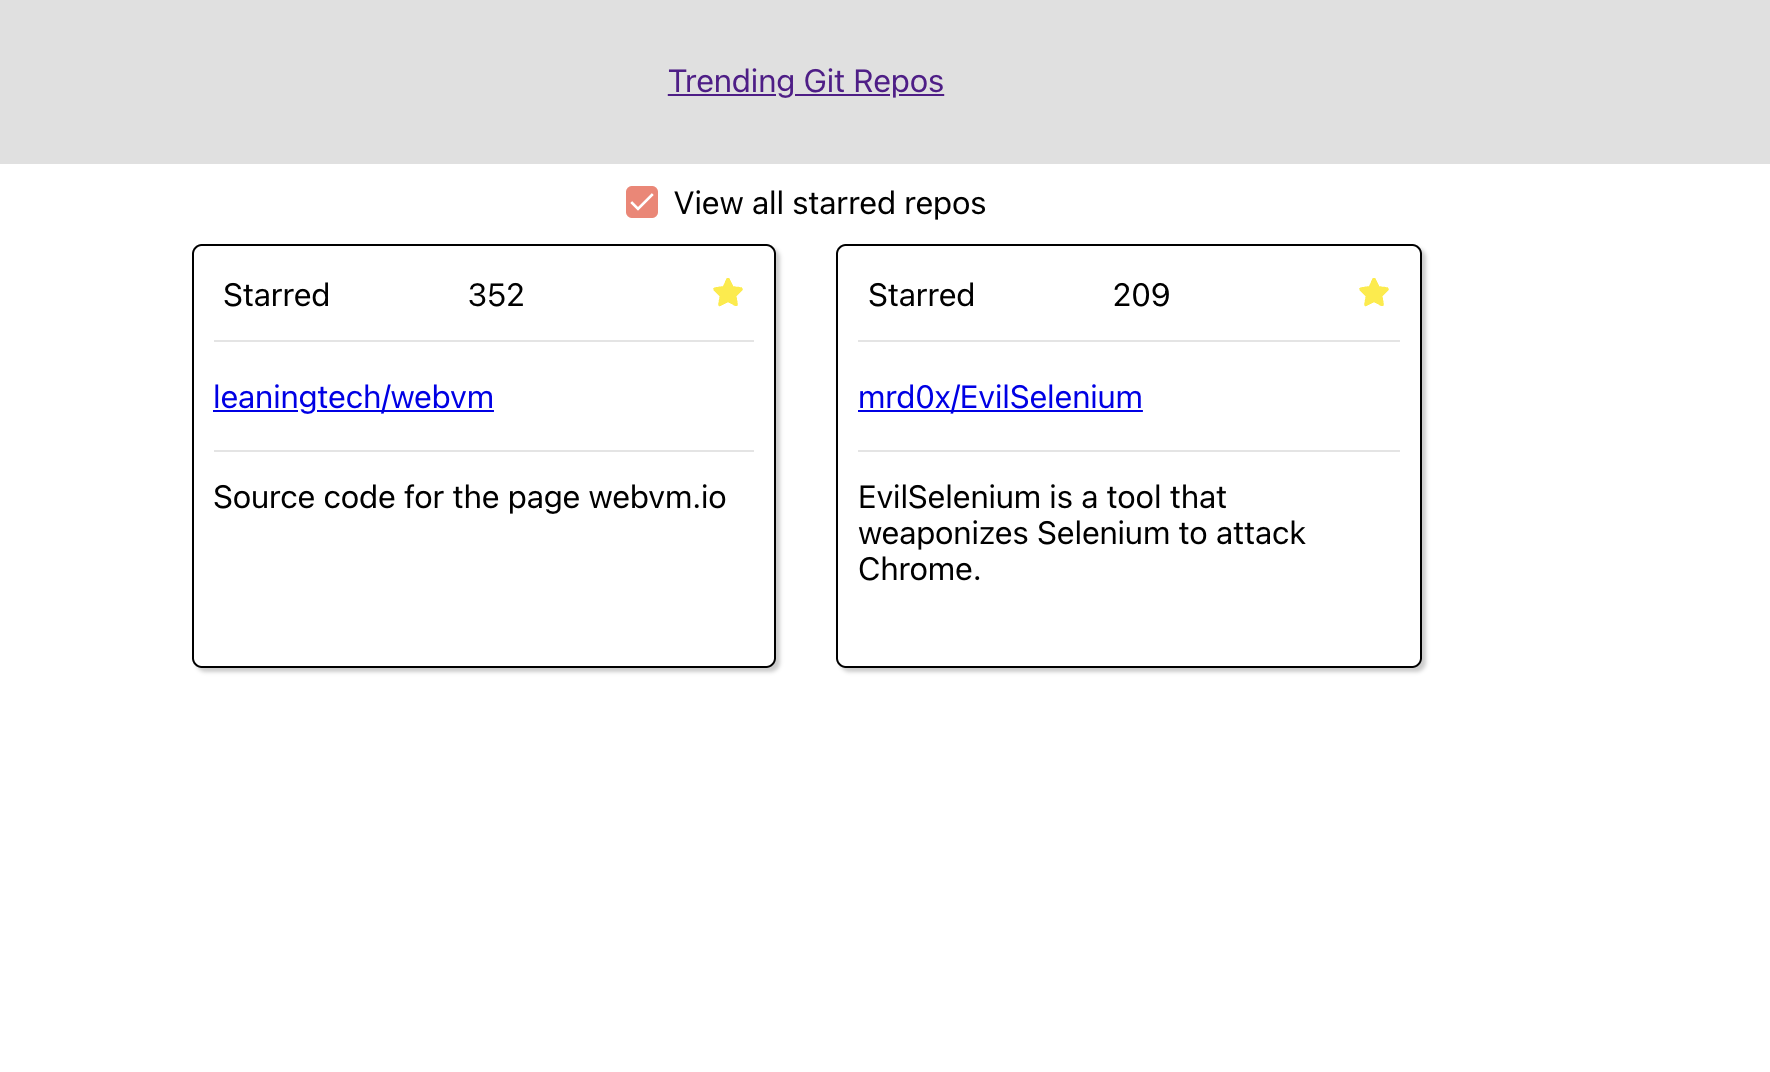 Trending Git Repos
View all starred repos
Starred 352
leaningtech/webvm
Source code for the page webvm.io
Starred 209
mrd0x/EvilSelenium
EvilSelenium is a tool that
weaponizes Selenium to attack
Chrome.